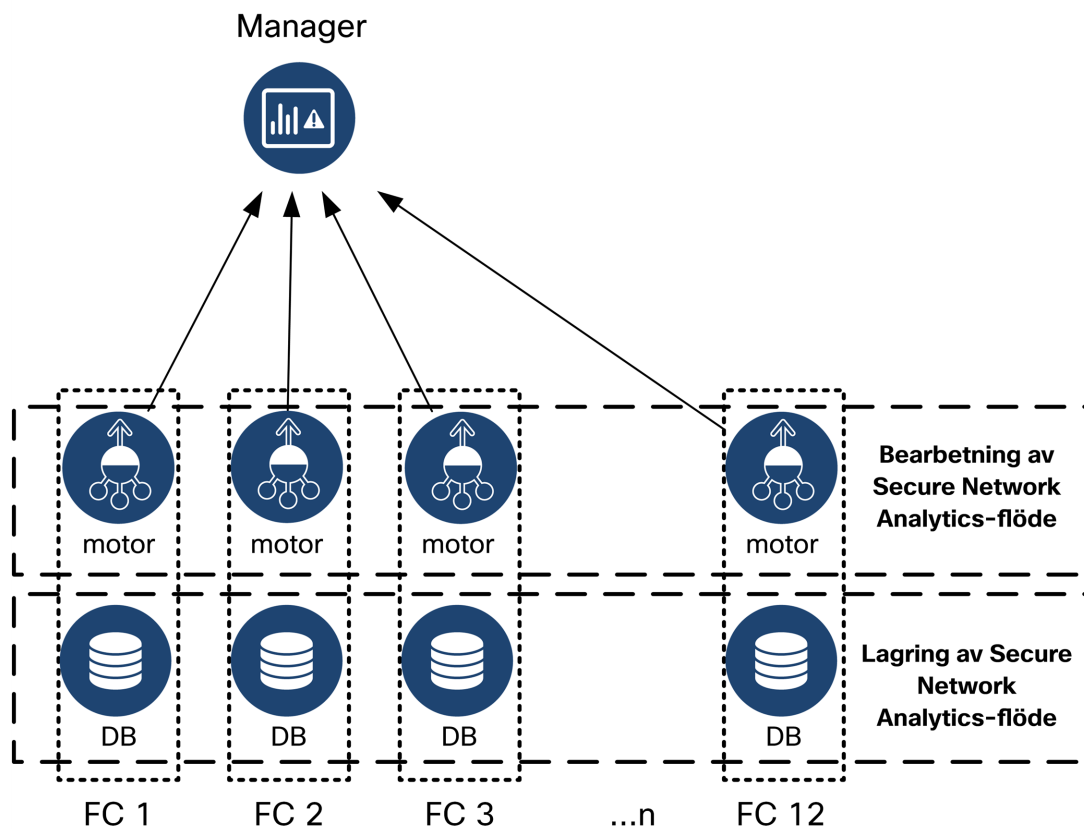 Manager
motor
motor
motor
motor
Bearbetning av
Secure Network
Analytics-flöde
DB
DB
DB
DB
Lagring av Secure
Network
Analytics-flöde
FC 1
FC 2
FC 3
...n
FC 12